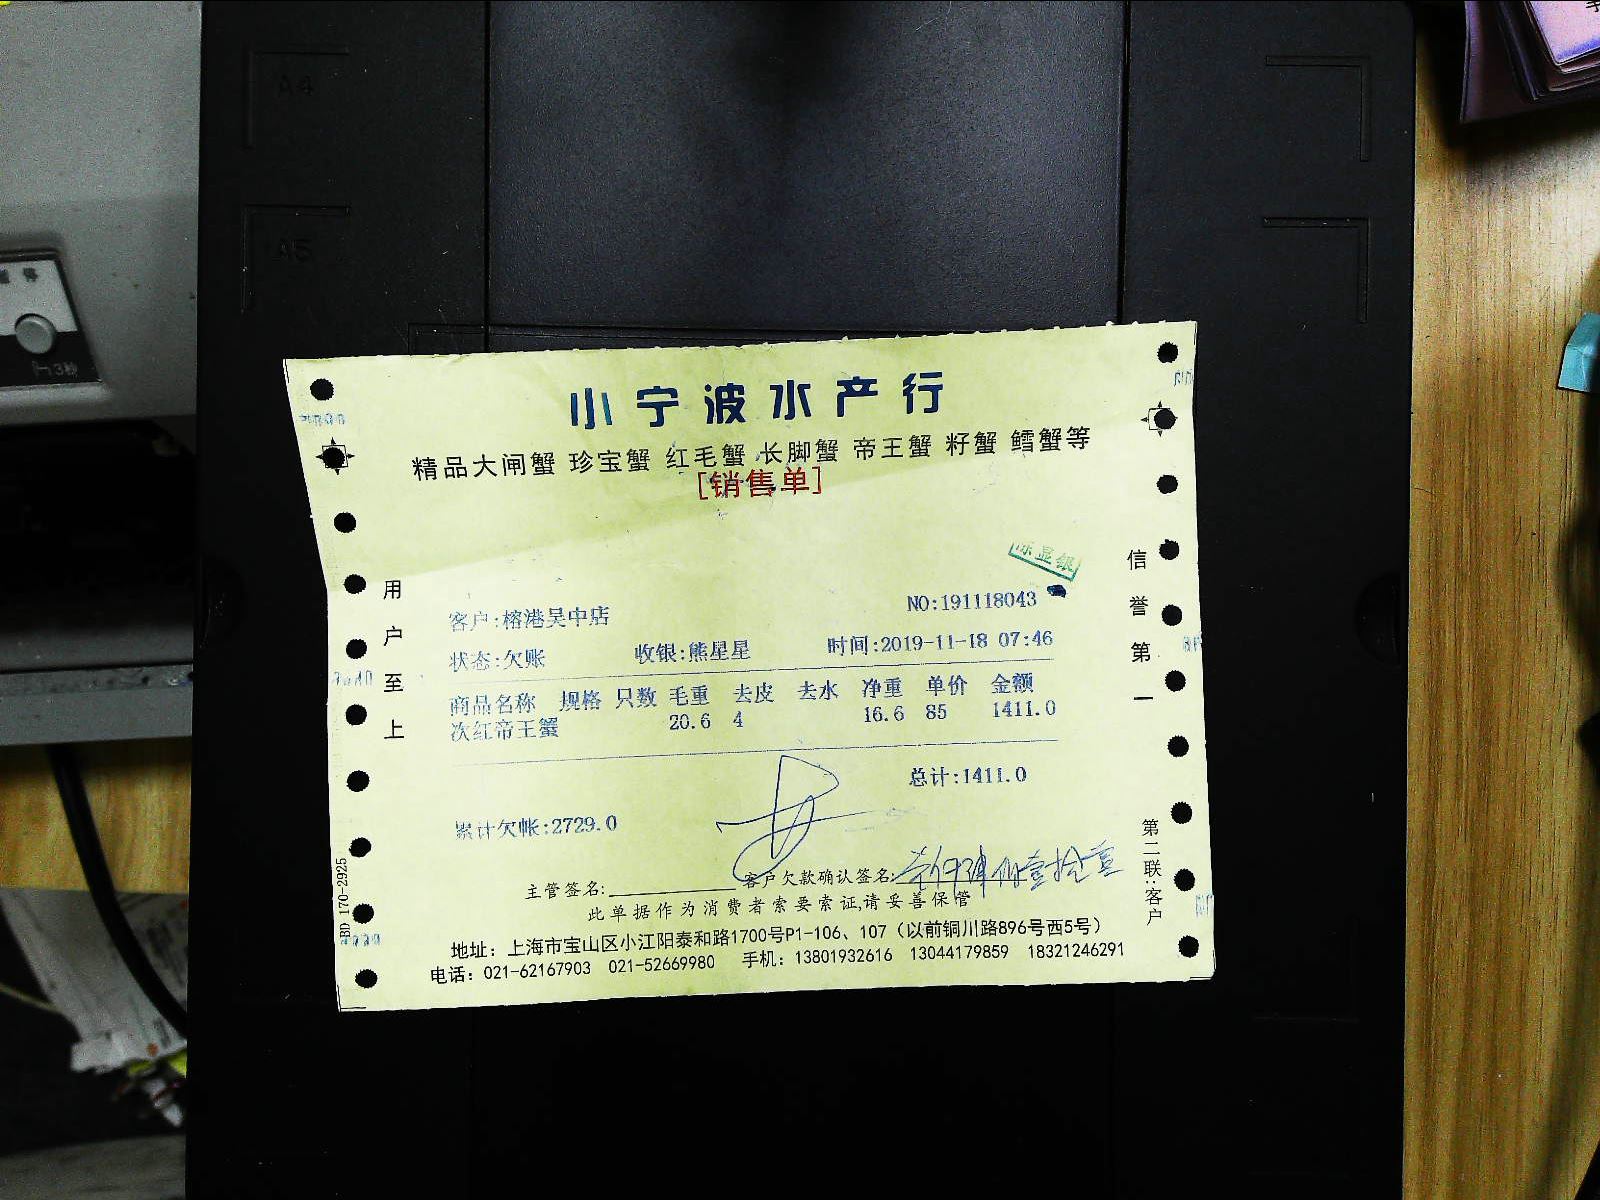 A4
A5
小宁波水产行
精品大闸蟹 珍宝蟹 红毛蟹 长脚蟹 帝王蟹 籽蟹 鳕蟹等
[销售单]
显银
NO:191118043
客户:榕港吴中店
状态:欠账 收银:熊星星 时间:2019-11-18 07:46
商品名称 规格 只数 毛重 去皮 去水 净重 单价 金额
次红帝王蟹 20.6 4 16.6 85 1411.0
总计:1411.0
累计欠帐:2729.0
主管签名: 客户欠款确认签名:
此单据作为消费者索要索证,请妥善保管
地址：上海市宝山区小江阳泰和路1700号P1-106、107（以前铜川路896号西5号）
电话：021-62167903 021-52669980 手机：13801932616 13044179859 18321246291
用户至上
信誉第一
第二联:客户
BD 170-2925
3秒